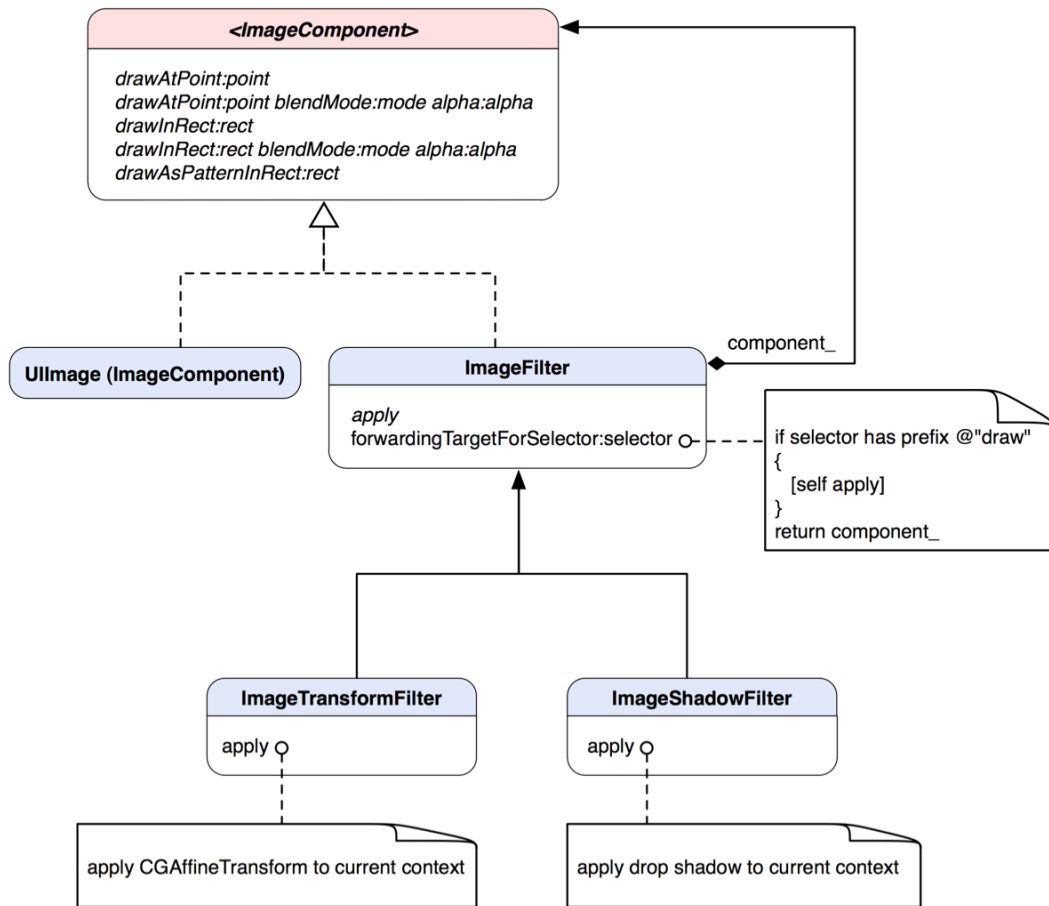 <ImageComponent>
drawAtPoint:point
drawAtPoint:point blendMode:mode alpha:alpha
drawInRect:rect
drawInRect:rect blendMode:mode alpha:alpha
drawAsPatternInRect:rect
UIImage (ImageComponent)
ImageFilter
apply
forwardingTargetForSelector:selector
component_
if selector has prefix @"draw"
{
[self apply]
}
return component_
ImageTransformFilter
apply
ImageShadowFilter
apply
apply CGAffineTransform to current context
apply drop shadow to current context